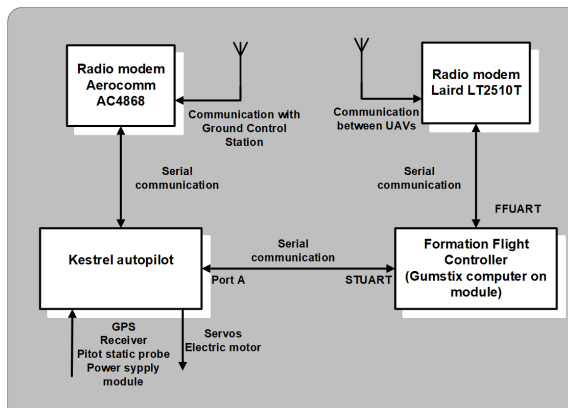 Radio modem
Aerocomm
AC4868
Communication with
Ground Control
Station
Communication
between UAVs
Radio modem
Laird LT2510T
Serial
communication
Serial
communication
FFUART
Kestrel autopilot
Serial
communication
Port A
STUART
Formation Flight
Controller
(Gumstix computer on
module)
GPS
Receiver
Pitot static probe
Power sypply
module
Servos
Electric motor